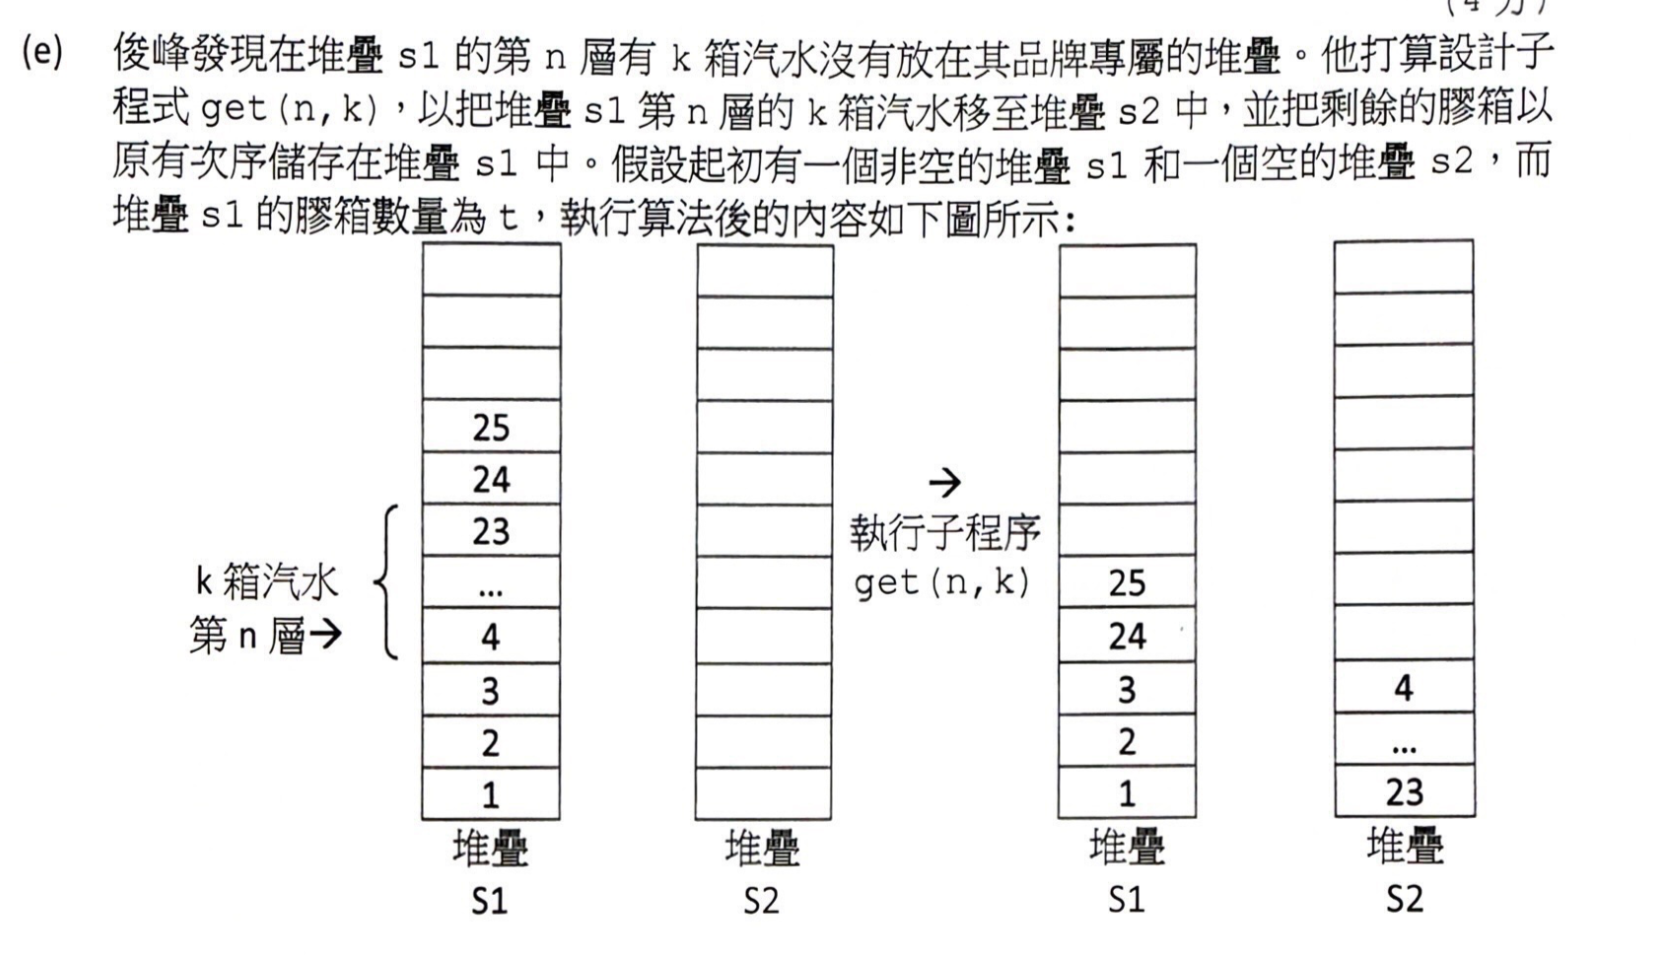 (4 分)
(e) 俊峰發現在堆疊 s1 的第 n 層有 k 箱汽水沒有放在其品牌專屬的堆疊。他打算設計子
程式 get(n,k)，以把堆疊 s1 第 n 層的 k 箱汽水移至堆疊 s2 中，並把剩餘的膠箱以
原有次序儲存在堆疊 s1 中。假設起初有一個非空的堆疊 s1 和一個空的堆疊 s2，而
堆疊 s1 的膠箱數量為 t，執行算法後的內容如下圖所示:
25
24
23
...
4
3
2
1
k 箱汽水
第 n 層→
堆疊
S1
堆疊
S2
→
執行子程序
get(n,k)
25
24
3
2
1
堆疊
S1
4
...
23
堆疊
S2